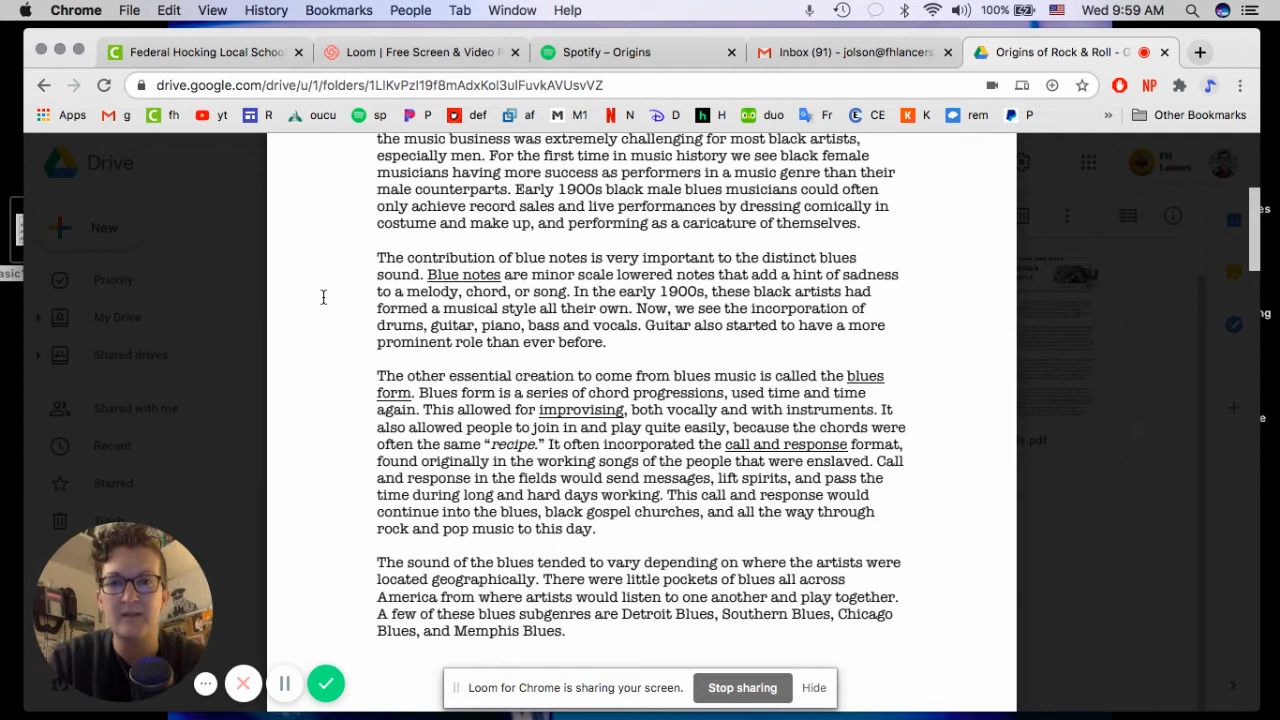 Chrome File Edit View History Bookmarks People Tab Window Help 100% Wed 9:59 AM
Federal Hocking Local Schoo Loom | Free Screen & Video R Spotify – Origins Inbox (51) - jolson@fhlancers. Origins of Rock & Roll - G
drive.google.com/drive/u/1/folders/
Apps g fh yt R oucu sp P def af M1 N D H duo Fr CE K rem P » Other Bookmarks
Drive
New
Priority
My Drive
Shared drives
Shared with me
Recent
Starred
the music business was extremely challenging for most black artists,
especially men. For the first time in music history we see black female
musicians having more success as performers in a music genre than their
male counterparts. Early 1900s black male blues musicians could often
only achieve record sales and live performances by dressing comically in
costume and make up, and performing as a caricature of themselves.
The contribution of blue notes is very important to the distinct blues
sound. Blue notes are minor scale lowered notes that add a hint of sadness
to a melody, chord, or song. In the early 1900s, these black artists had
formed a musical style all their own. Now, we see the incorporation of
drums, guitar, piano, bass and vocals. Guitar also started to have a more
prominent role than ever before.
The other essential creation to come from blues music is called the blues
form. Blues form is a series of chord progressions, used time and time
again. This allowed for improvising, both vocally and with instruments. It
also allowed people to join in and play quite easily, because the chords were
often the same “recipe.” It often incorporated the call and response format,
found originally in the working songs of the people that were enslaved. Call
and response in the fields would send messages, lift spirits, and pass the
time during long and hard days working. This call and response would
continue into the blues, black gospel churches, and all the way through
rock and pop music to this day.
The sound of the blues tended to vary depending on where the artists were
located geographically. There were little pockets of blues all across
America from where artists would listen to one another and play together.
A few of these blues subgenres are Detroit Blues, Southern Blues, Chicago
Blues, and Memphis Blues.
Loom for Chrome is sharing your screen. Stop sharing Hide